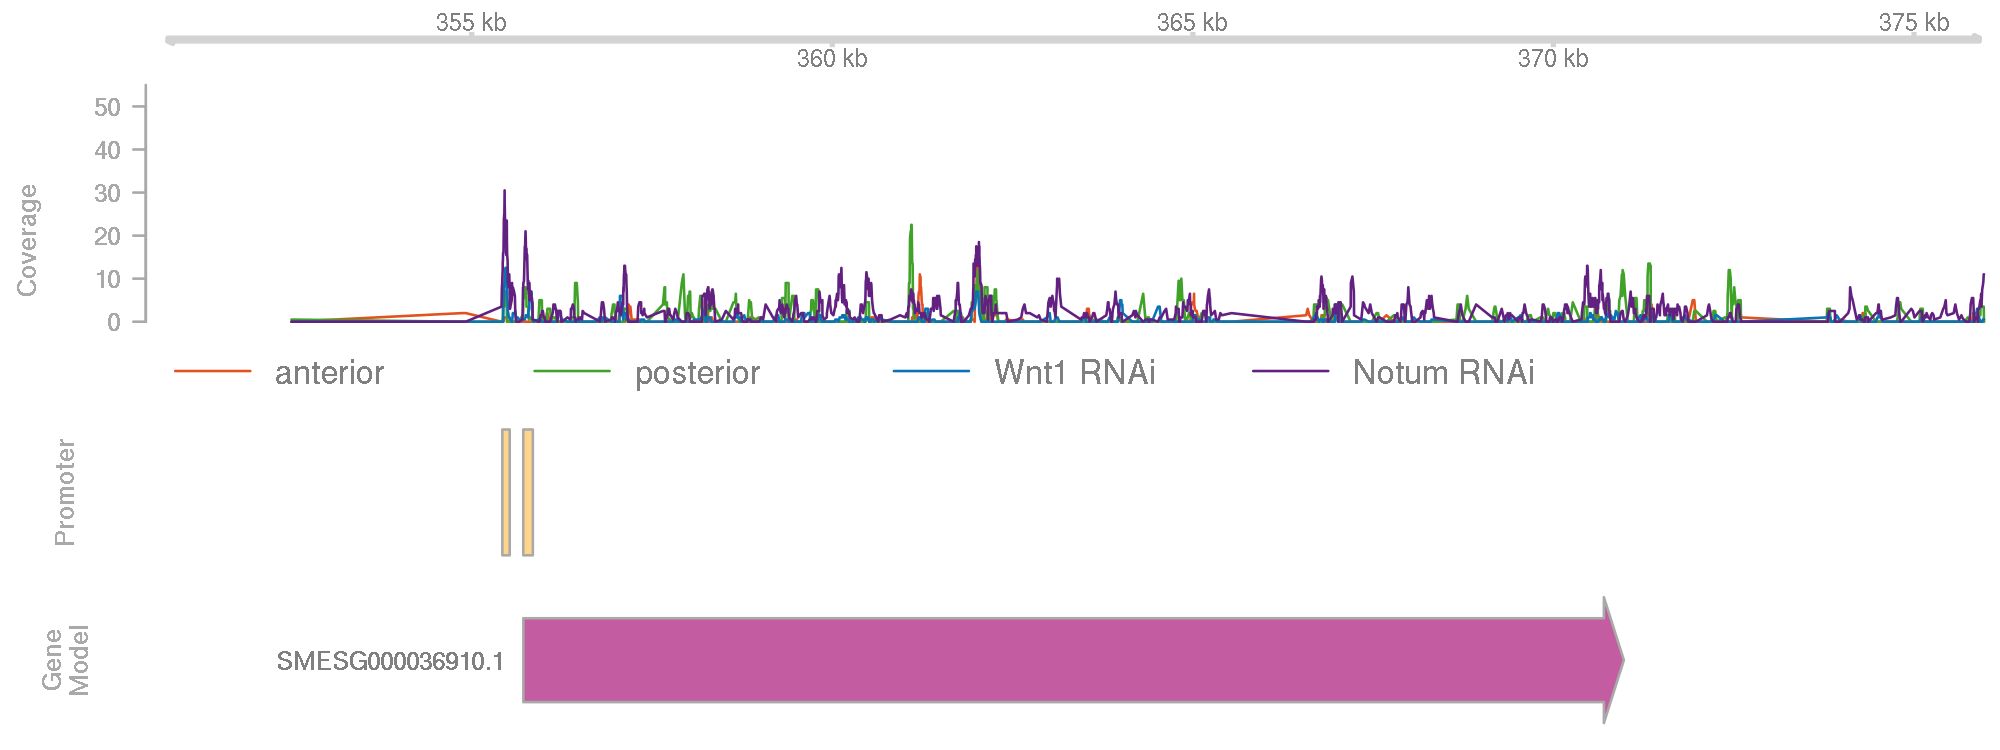 355 kb 365 kb 375 kb
360 kb 370 kb
Coverage
50
40
30
20
10
0
anterior posterior Wnt1 RNAi Notum RNAi
Promoter
Gene
Model
SMESG000036910.1